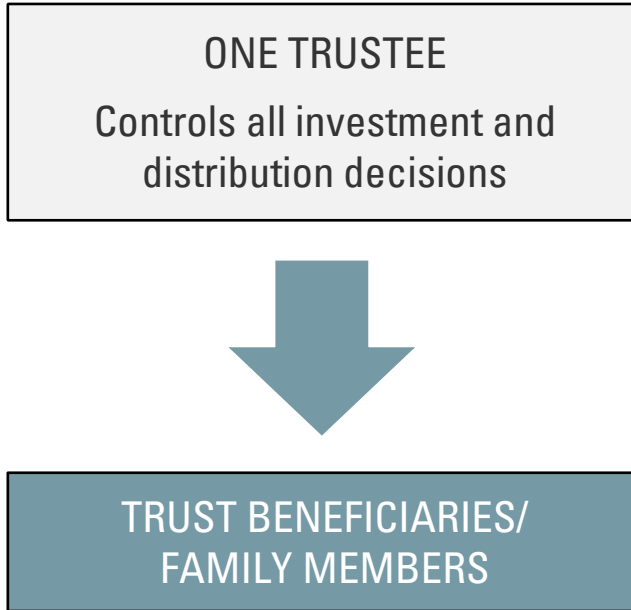 ONE TRUSTEE
Controls all investment and
distribution decisions
TRUST BENEFICIARIES/
FAMILY MEMBERS